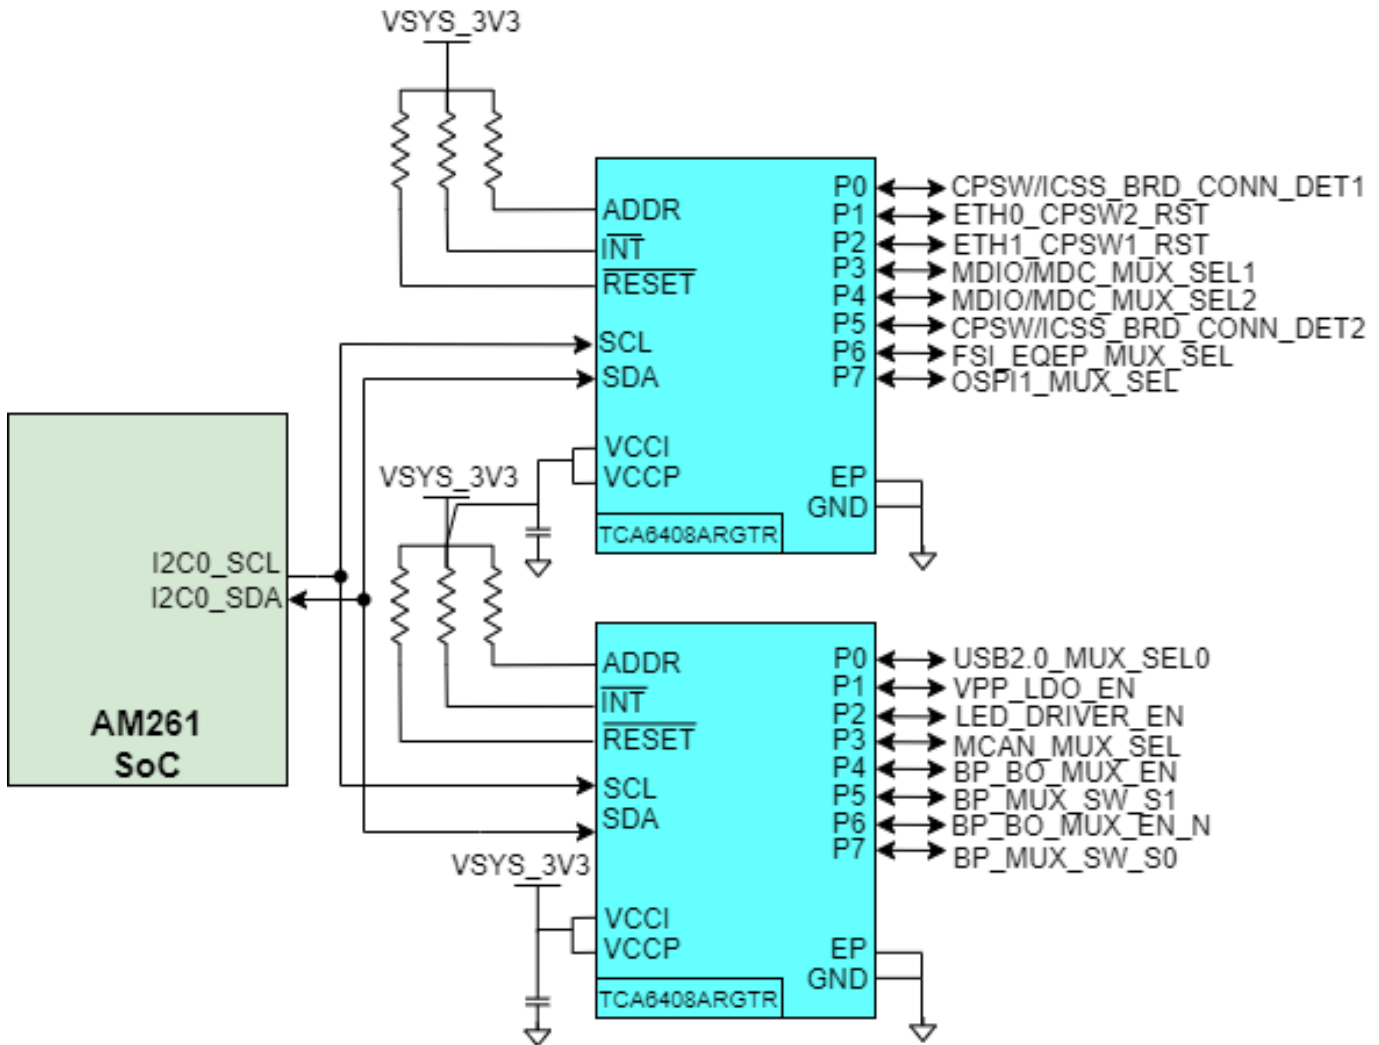 VSYS_3V3
ADDR
INT
RESET
SCL
SDA
VCCI
VCCP
P0
P1
P2
P3
P4
P5
P6
P7
EP
GND
TCA6408ARGTR
CPSW/ICSS_BRD_CONN_DET1
ETH0_CPSW2_RST
ETH1_CPSW1_RST
MDIO/MDC_MUX_SEL1
MDIO/MDC_MUX_SEL2
CPSW/ICSS_BRD_CONN_DET2
FSI_EQEP_MUX_SEL
OSPI1_MUX_SEL
I2C0_SCL
I2C0_SDA
AM261
SoC
VSYS_3V3
ADDR
INT
RESET
SCL
SDA
VSYS_3V3
VCCI
VCCP
P0
P1
P2
P3
P4
P5
P6
P7
EP
GND
TCA6408ARGTR
USB2.0_MUX_SEL0
VPP_LDO_EN
LED_DRIVER_EN
MCAN_MUX_SEL
BP_BO_MUX_EN
BP_MUX_SW_S1
BP_BO_MUX_EN_N
BP_MUX_SW_S0